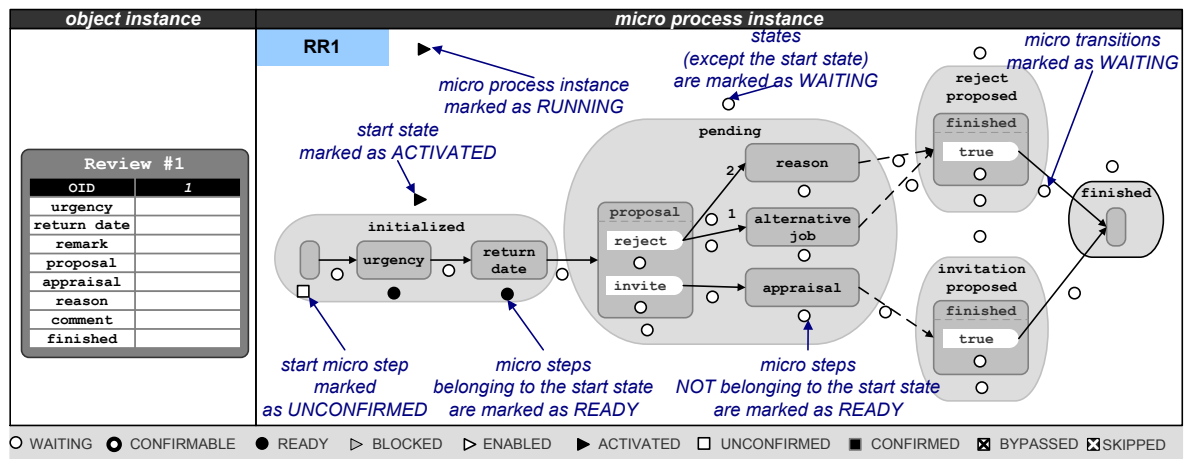 object instance
micro process instance
RR1
micro process instance
marked as RUNNING
states
(except the start state)
are marked as WAITING
micro transitions
marked as WAITING
start state
marked as ACTIVATED
Review #1
OID 1
urgency
return date
remark
proposal
appraisal
reason
comment
finished
initialized
urgency
return
date
pending
proposal
reject
invite
2
1
reason
alternative
job
appraisal
reject
proposed
finished
true
invitation
proposed
finished
true
finished
start micro step
marked
as UNCONFIRMED
micro steps
belonging to the start state
are marked as READY
micro steps
NOT belonging to the start state
are marked as READY
WAITING CONFIRMABLE READY BLOCKED ENABLED ACTIVATED UNCONFIRMED CONFIRMED BYPASSED SKIPPED